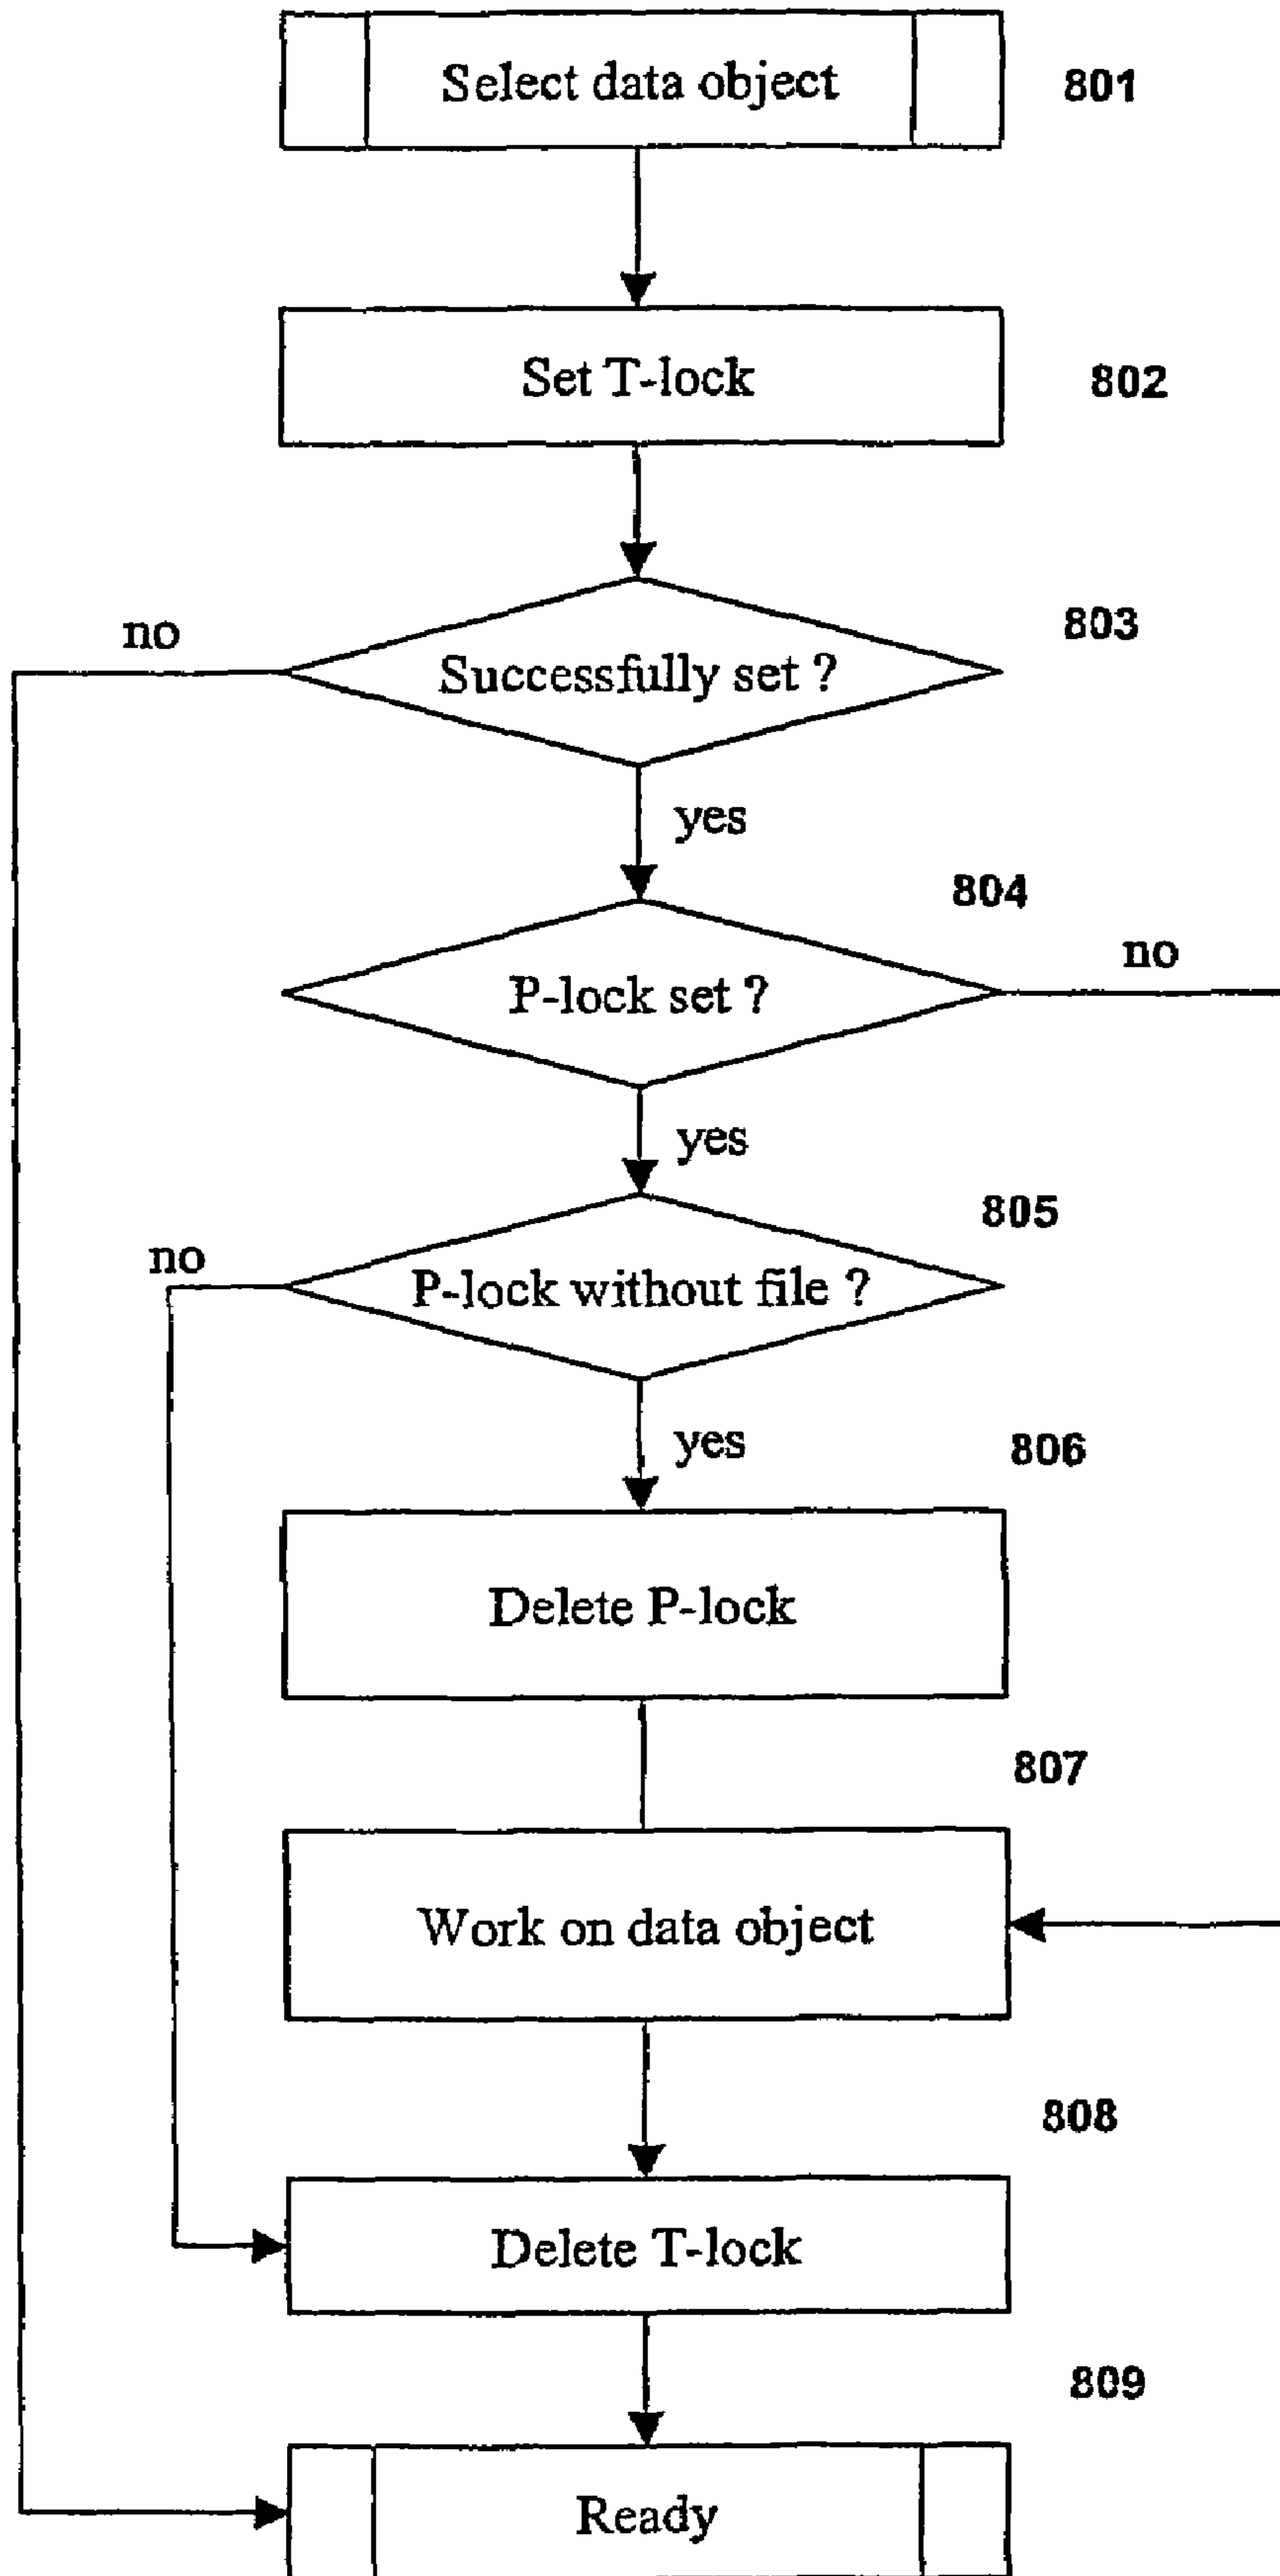 Select data object 801
Set T-lock 802
803
no
Successfully set ?
yes
804
no
P-lock set ?
yes
805
no
P-lock without file ?
yes
806
Delete P-lock
807
Work on data object
808
Delete T-lock
809
Ready